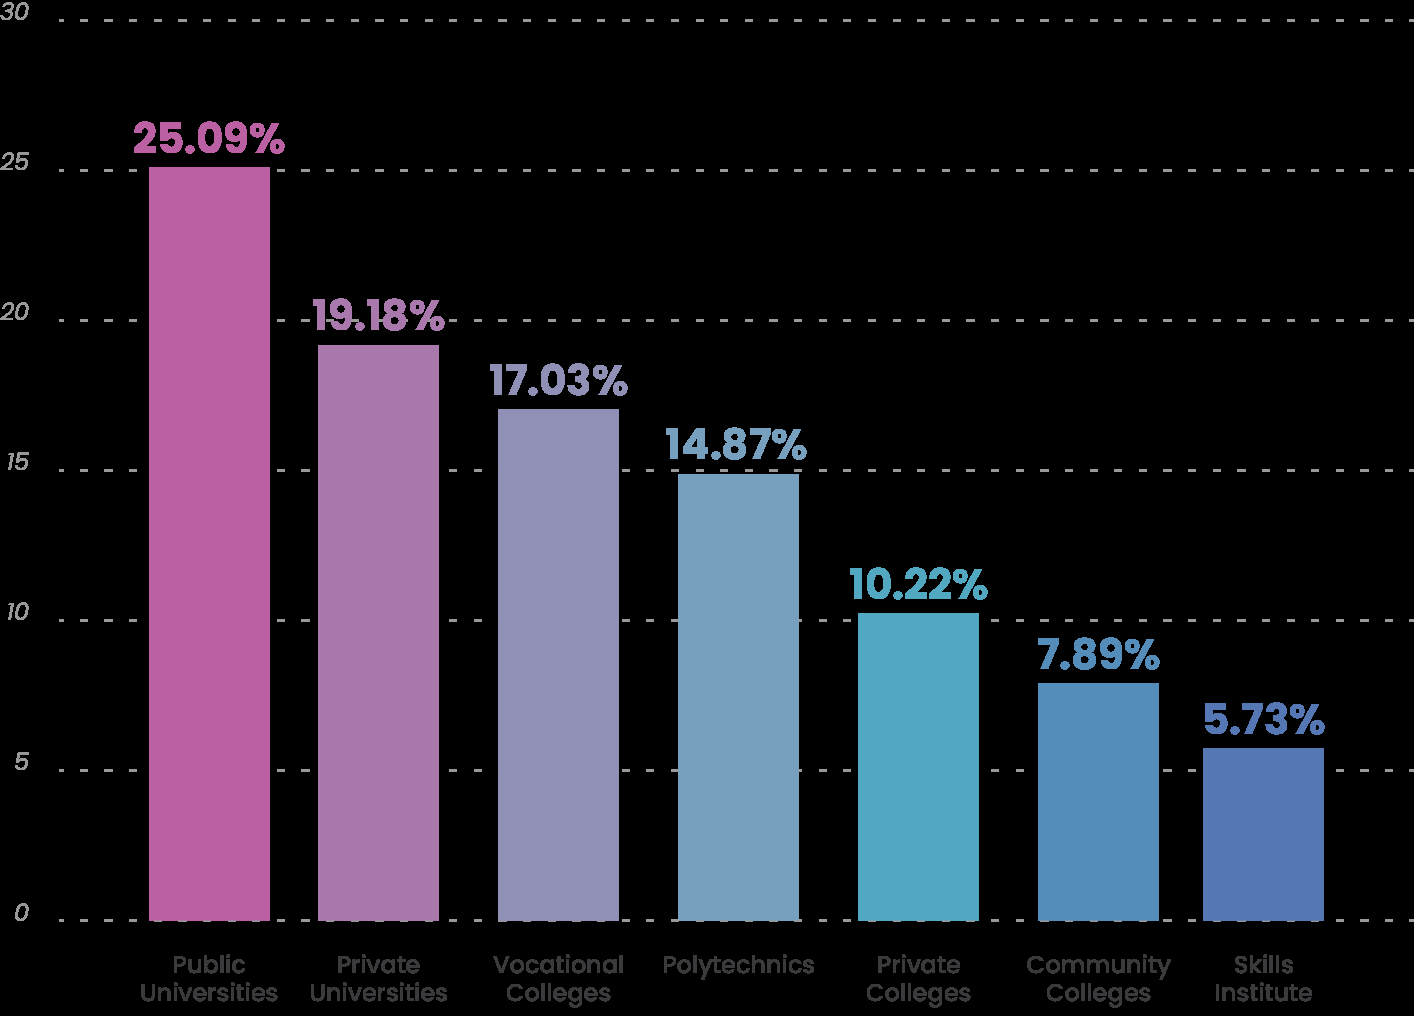 30
25.09%
25
19.18%
20
17.03%
14.87%
15
10.22%
10
7.89%
5.73%
5
0
Public
Universities
Private
Universities
Vocational
Colleges
Polytechnics
Private
Colleges
Community
Colleges
Skills
Institute